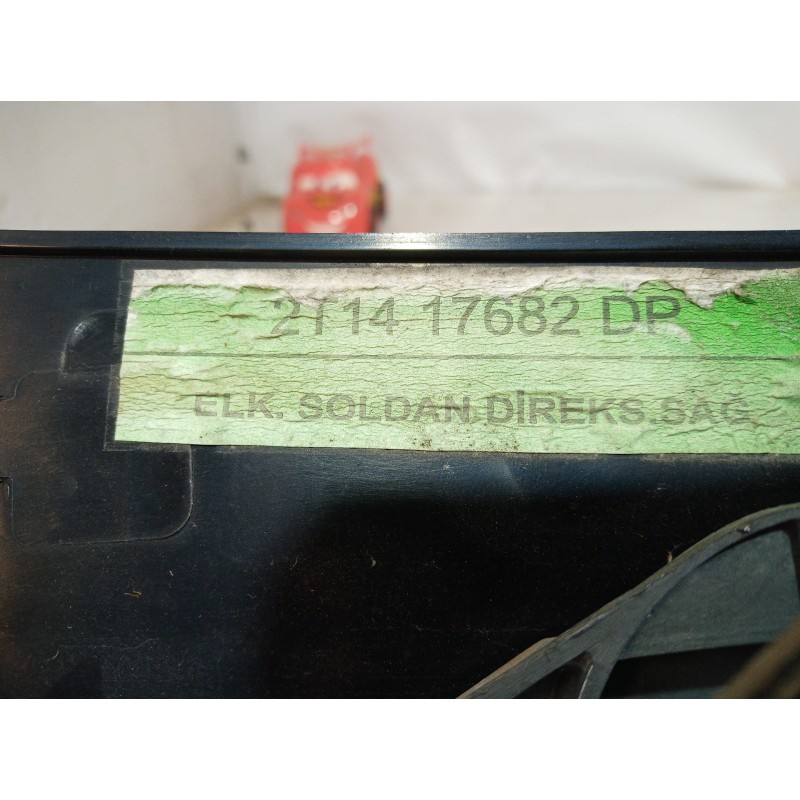 2T14 17682 DP
ELK. SOLDAN DİREKS.SAĞ